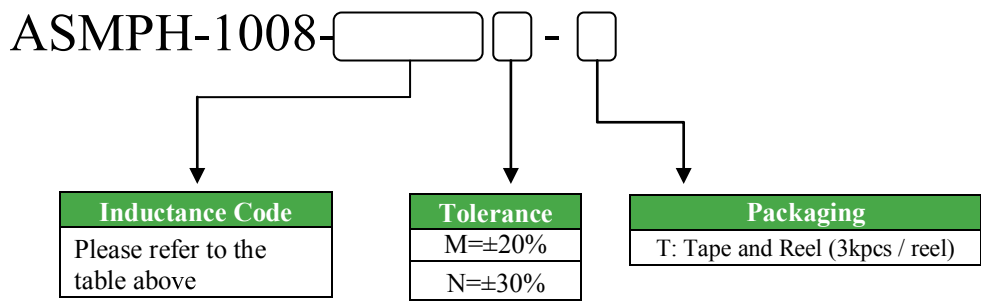 ASMPH-1008- -
Inductance Code
Please refer to the
table above
Tolerance
M=±20%
N=±30%
Packaging
T: Tape and Reel (3kpcs / reel)